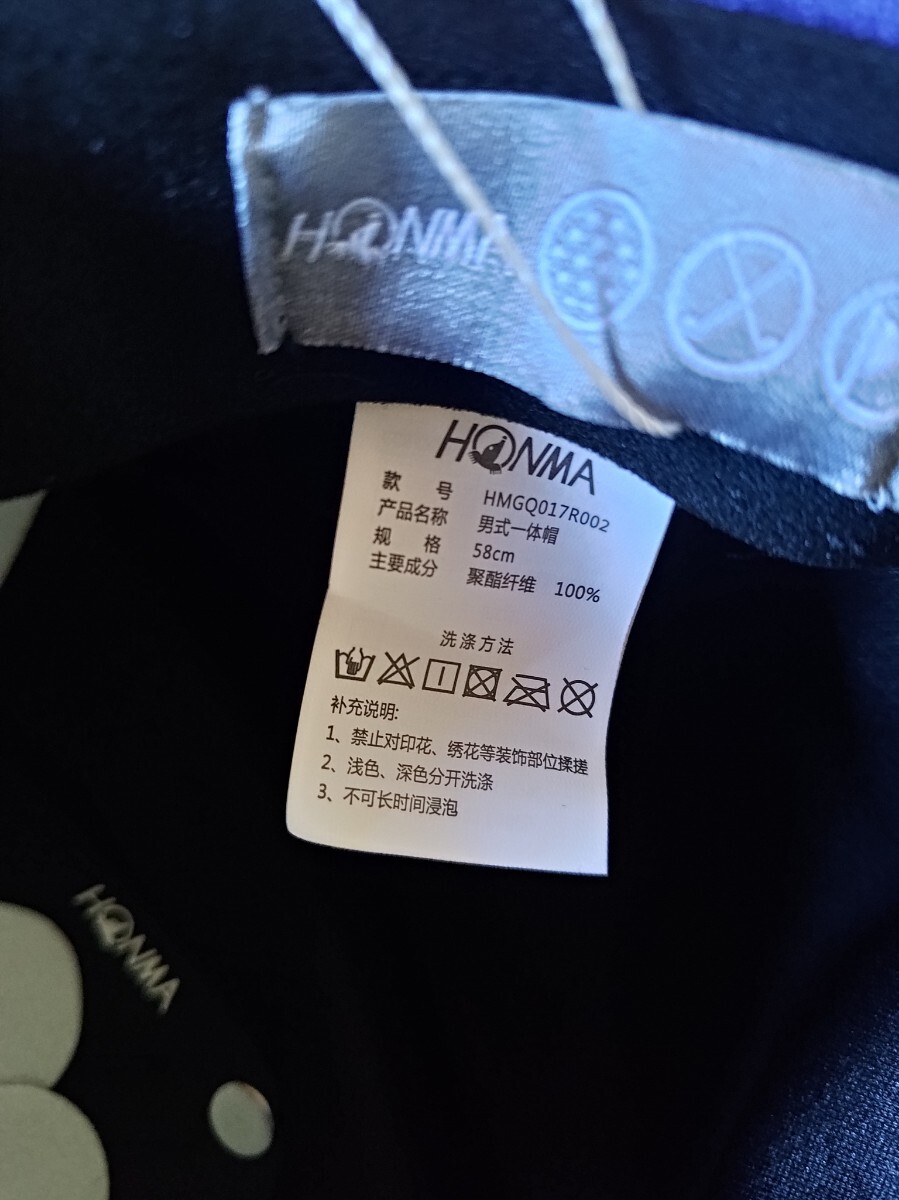 HONMA
HONMA
款 号 HMGQ017R002
产品名称 男式一体帽
规 格 58cm
主要成分 聚酯纤维 100%
洗涤方法
补充说明:
1、禁止对印花、绣花等装饰部位揉搓
2、浅色、深色分开洗涤
3、不可长时间浸泡
HONMA